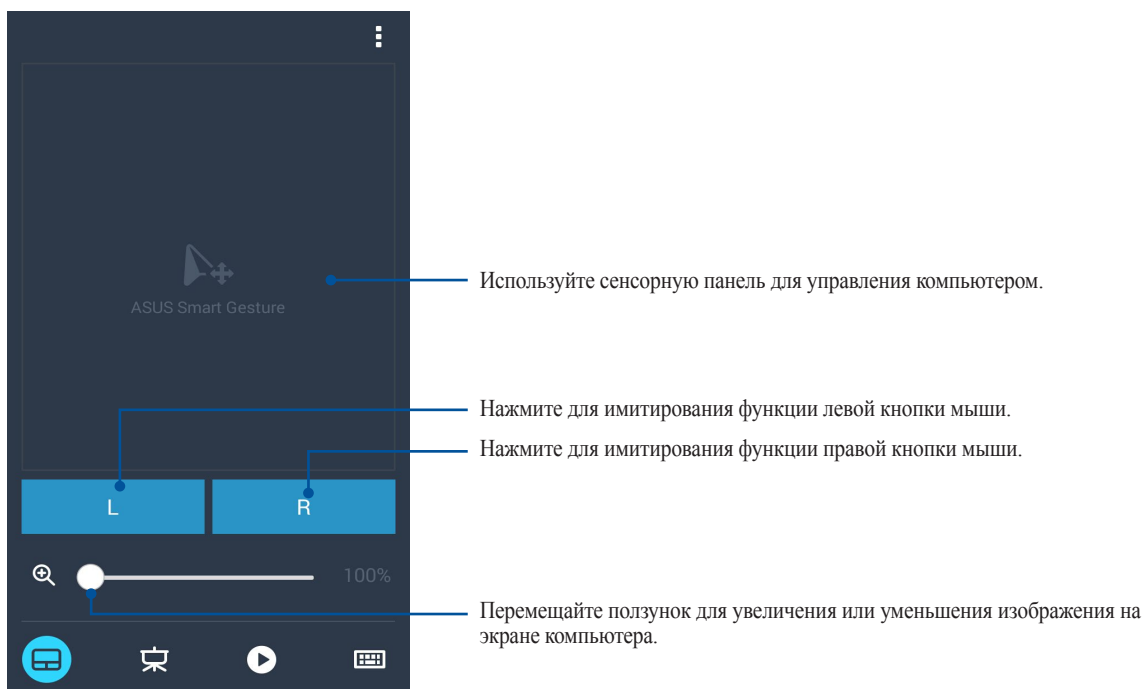 ASUS Smart Gesture
Используйте сенсорную панель для управления компьютером.
Нажмите для имитирования функции левой кнопки мыши.
Нажмите для имитирования функции правой кнопки мыши.
L R
100%
Перемещайте ползунок для увеличения или уменьшения изображения на
экране компьютера.